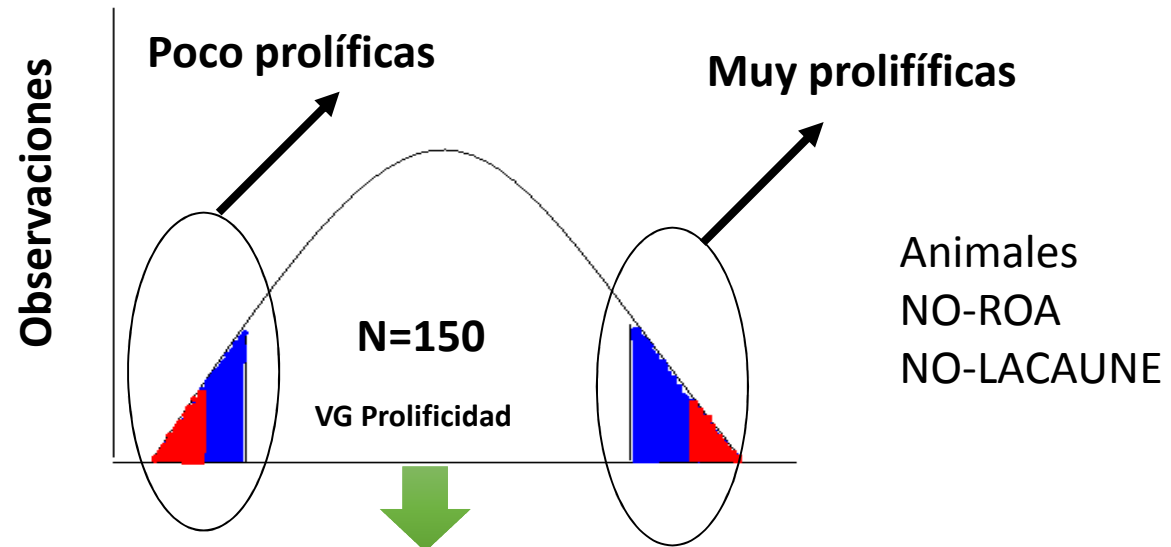 Poco prolíficas
Muy prolifíficas
Observaciones
Animales
NO-ROA
NO-LACAUNE
N=150
VG Prolificidad